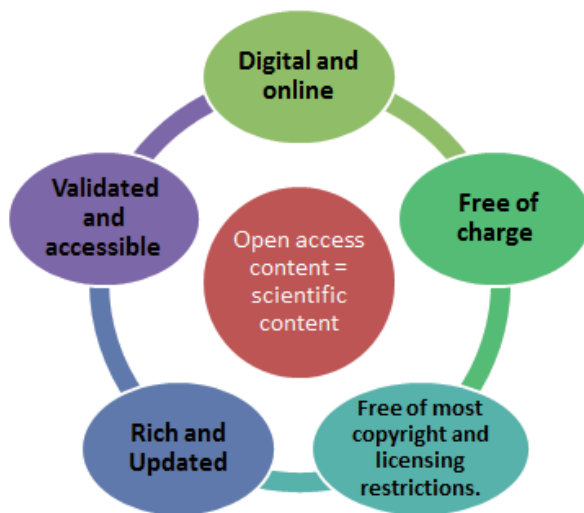 Digital and
online
Free of
charge
Free of most
copyright and
licensing
restrictions.
Rich and
Updated
Validated
and
accessible
Open access
content =
scientific
content